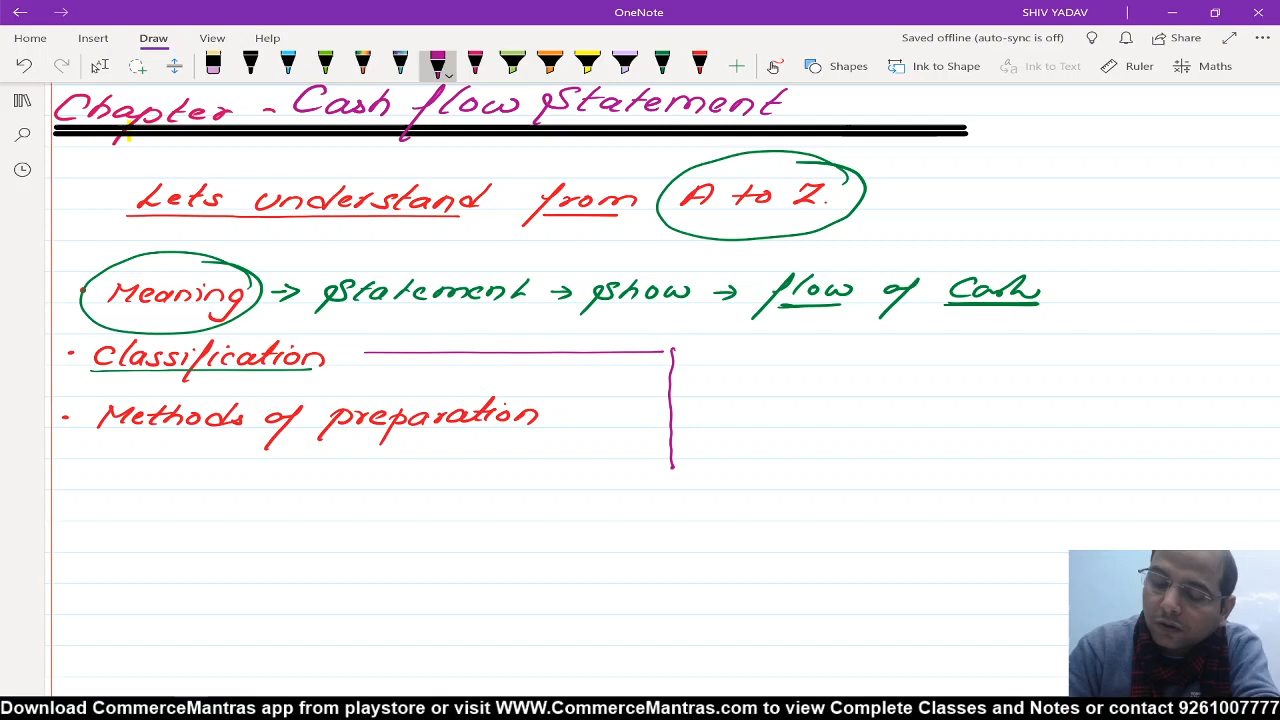 OneNote
SHIV YADAV
Home Insert Draw View Help
Saved offline (auto-sync is off)
Share
Shapes
Ink to Shape
Ink to Text
Ruler
Maths
Chapter - Cash flow Statement
Lets understand from A to Z.
• Meaning → Statement → Show → flow of Cash
• Classification
• Methods of preparation
Download CommerceMantras app from playstore or visit WWW.CommerceMantras.com to view Complete Classes and Notes or contact 9261007777